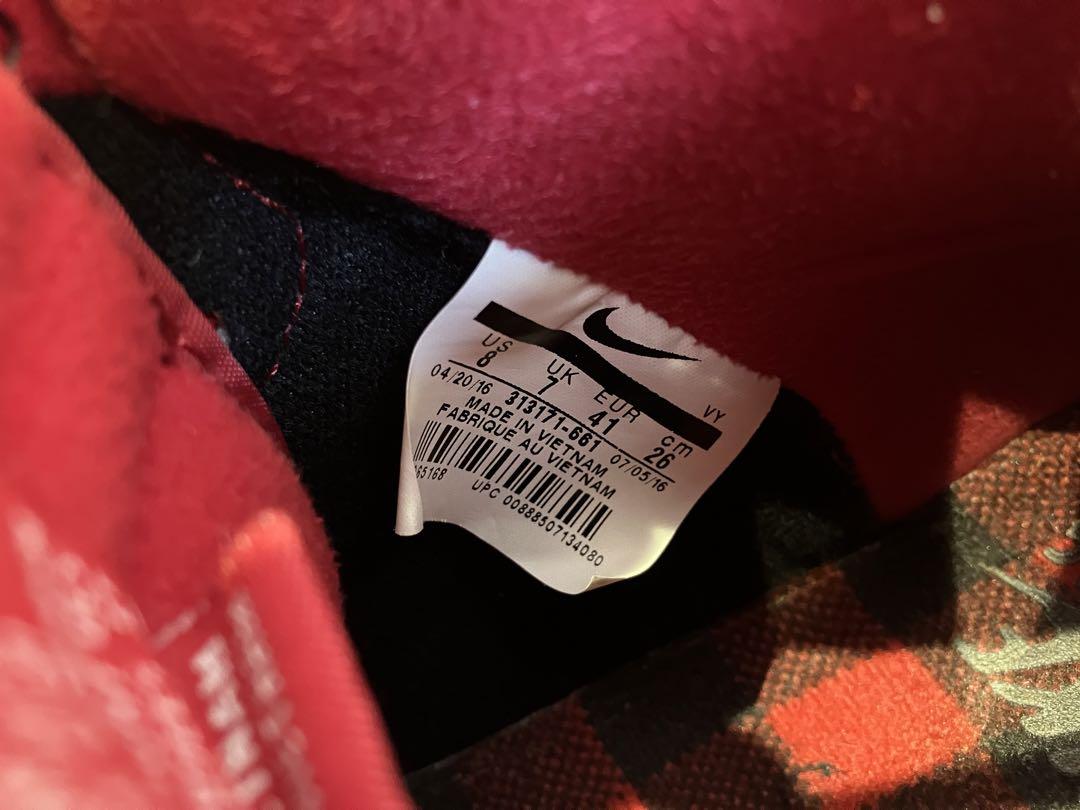 US UK EUR cm VY
8 7 41 26
04/20/16 313171-661 07/05/16
MADE IN VIETNAM
FABRIQUE AU VIETNAM
65168 UPC 00888507134080